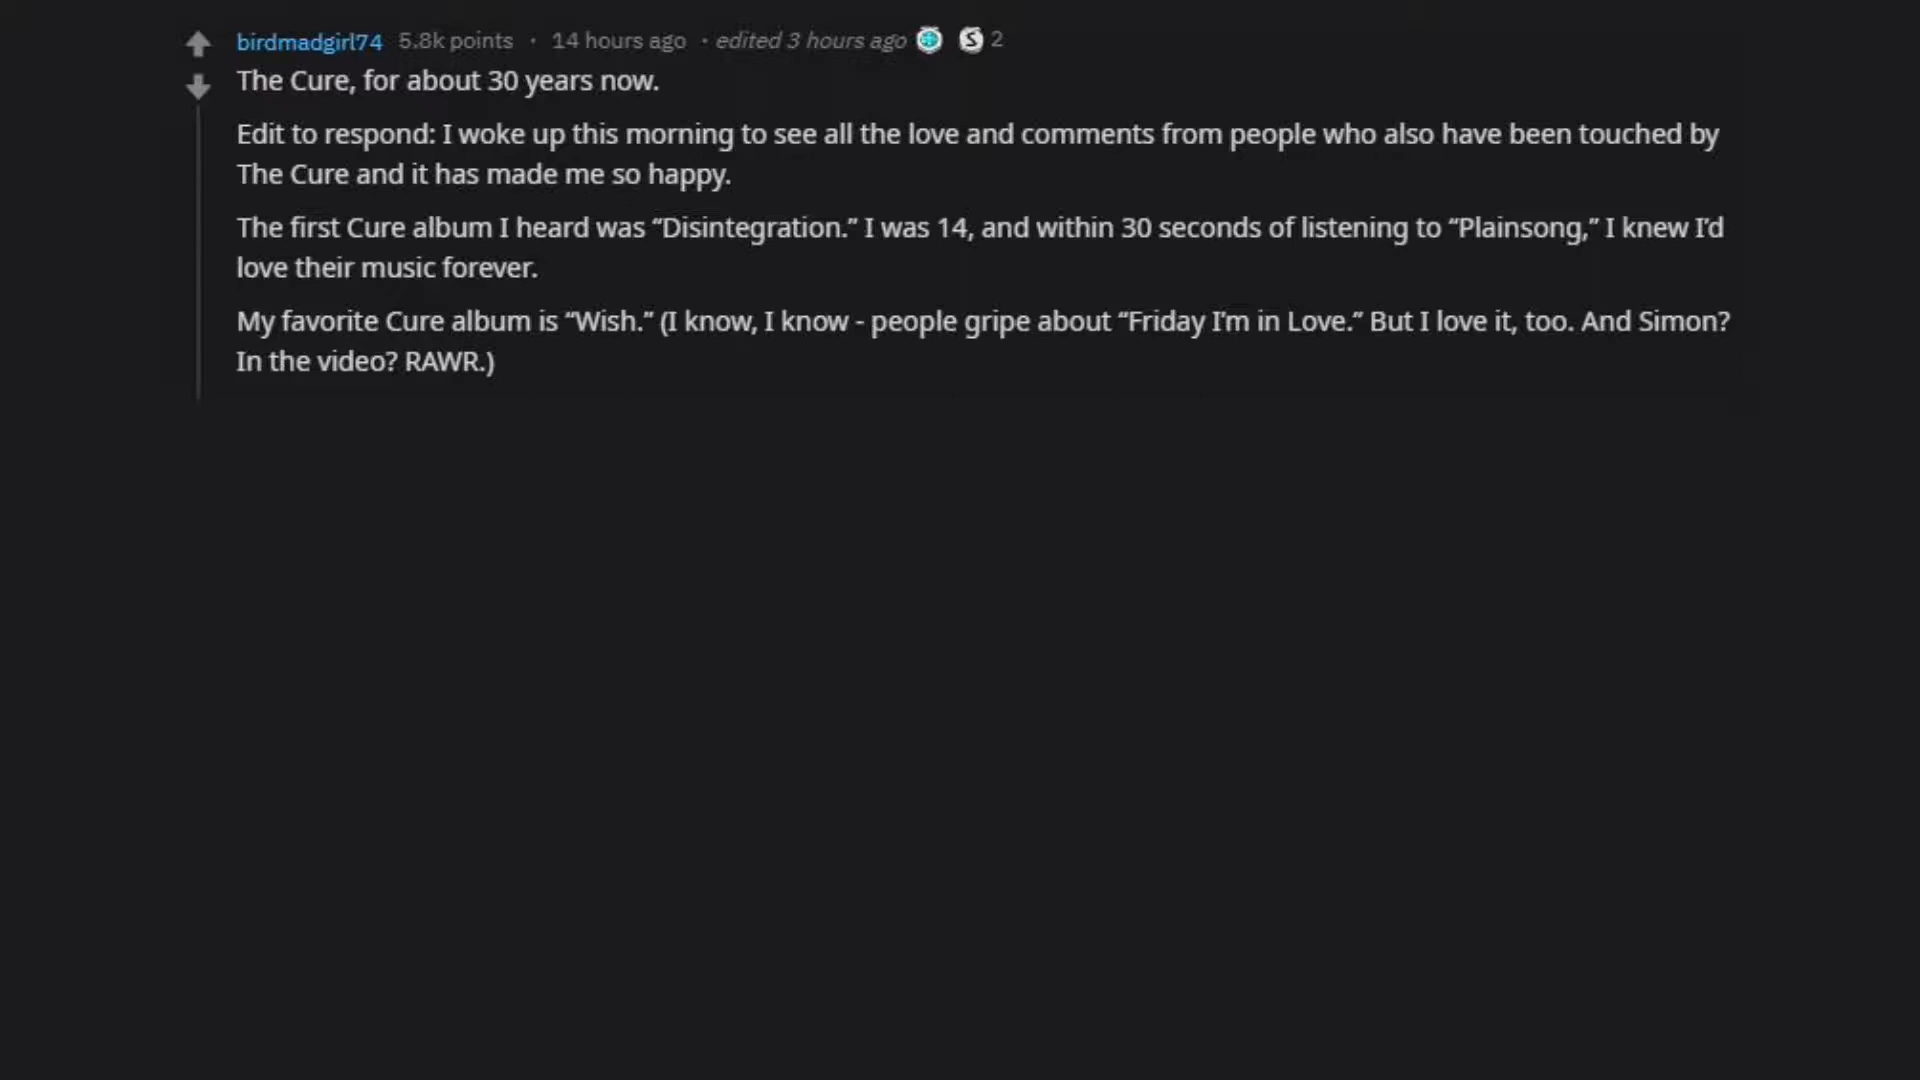 birdmadgirl74 5.8k points · 14 hours ago · edited 3 hours ago S 2
The Cure, for about 30 years now.
Edit to respond: I woke up this morning to see all the love and comments from people who also have been touched by
The Cure and it has made me so happy.
The first Cure album I heard was “Disintegration.” I was 14, and within 30 seconds of listening to “Plainsong,” I knew I’d
love their music forever.
My favorite Cure album is “Wish.” (I know, I know - people gripe about “Friday I’m in Love.” But I love it, too. And Simon?
In the video? RAWR.)